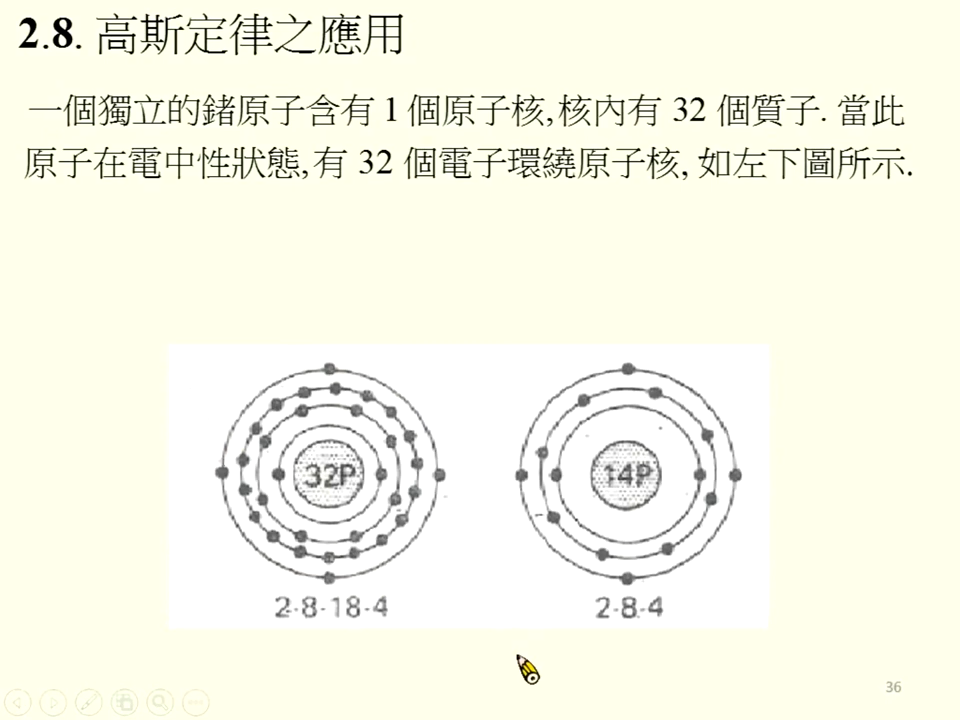 2.8. 高斯定律之應用
一個獨立的鍺原子含有 1 個原子核,核內有 32 個質子. 當此
原子在電中性狀態,有 32 個電子環繞原子核, 如左下圖所示.
32P
14P
2-8-18-4
2-8-4
36